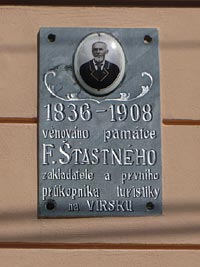 1836-1908
věnováno památce
F. ŠŤASTNÉHO
zakladatele a prvního
průkopníka turistiky
na VIRSKU.